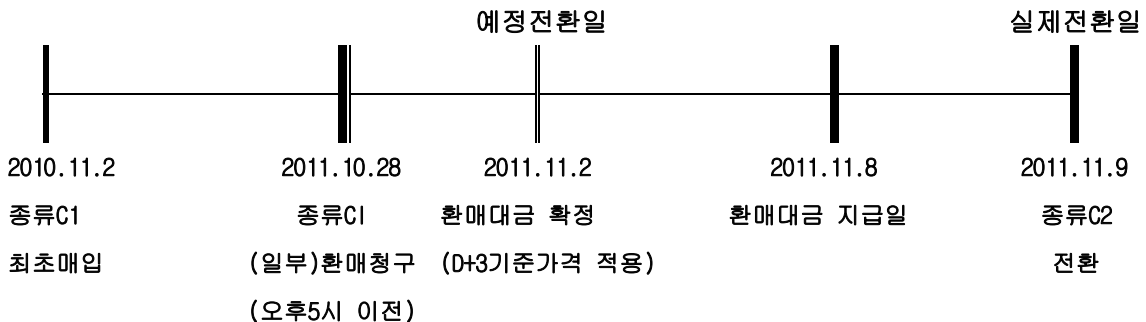 예정전환일 실제전환일
2010.11.2 2011.10.28 2011.11.2 2011.11.8 2011.11.9
종류C1 종류CI 환매대금 확정 환매대금 지급일 종류C2
최초매입 (일부)환매청구 (D+3기준가격 적용) 전환
(오후5시 이전)